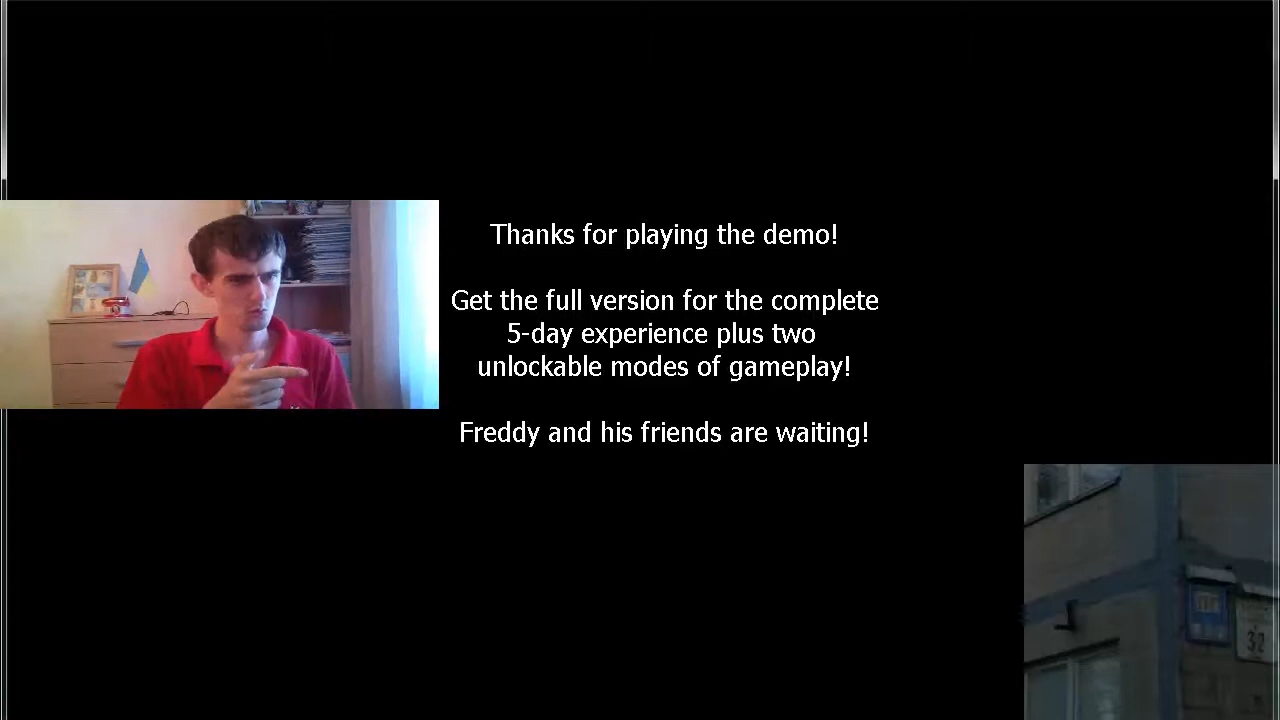 Thanks for playing the demo!
Get the full version for the complete
5-day experience plus two
unlockable modes of gameplay!
Freddy and his friends are waiting!
32